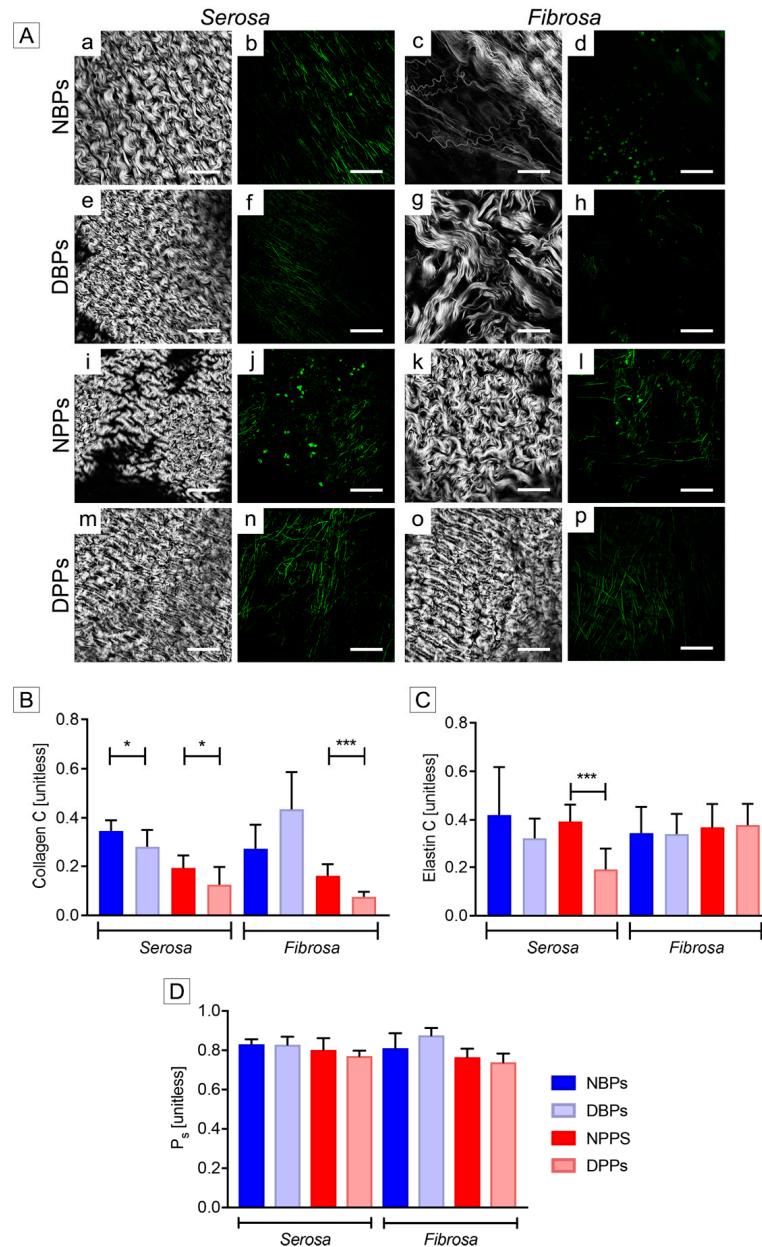 Serosa Fibrosa
A
NBPs
a b c d
DBPs
e f g h
NPPs
i j k l
DPPs
m n o p
B
Collagen C [unitless]
0.8
0.6
0.4
0.2
0.0
* * ***
Serosa Fibrosa
C
Elastin C [unitless]
0.8
0.6
0.4
0.2
0.0
***
Serosa Fibrosa
D
Ps [unitless]
1.0
0.8
0.6
0.4
0.2
0.0
Serosa Fibrosa
NBPs
DBPs
NPPS
DPPs